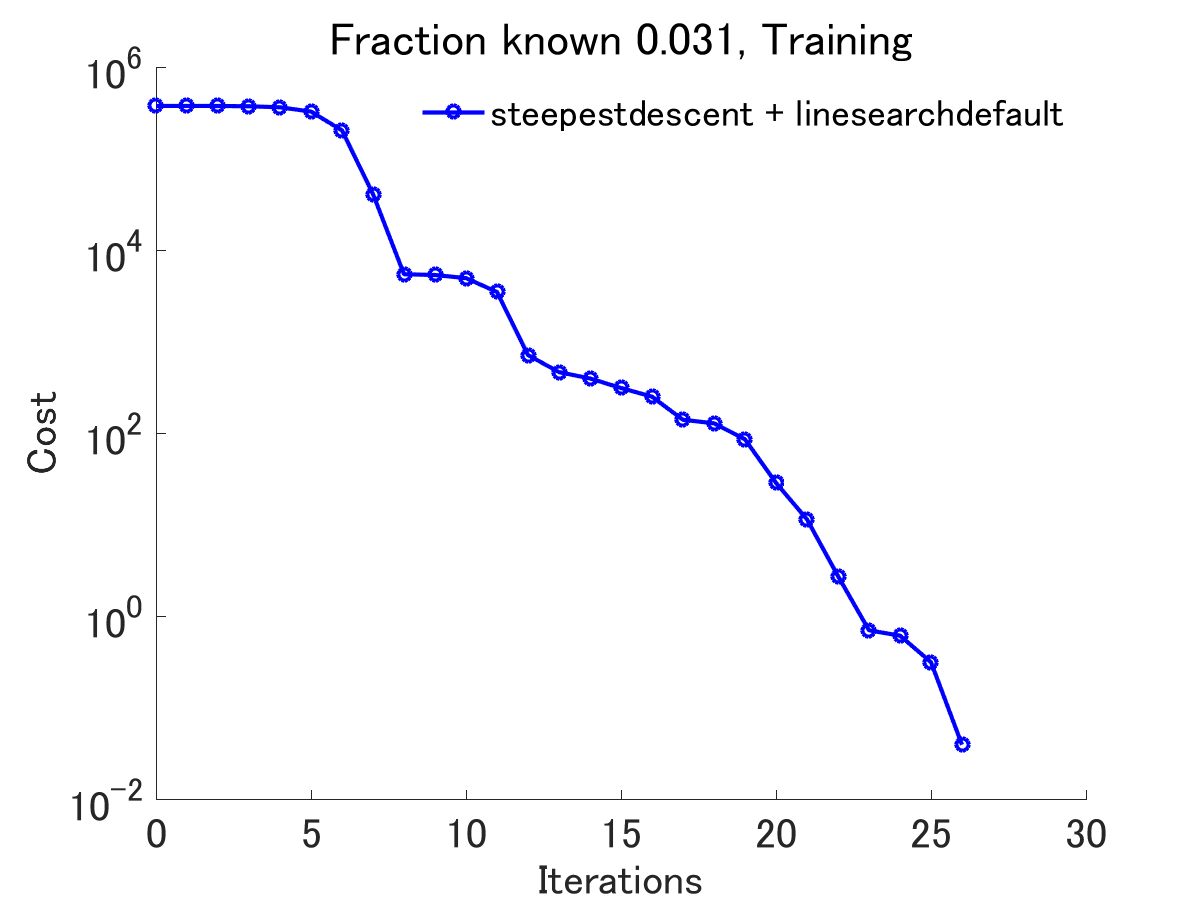 Fraction known 0.031, Training
10^6
steepestdescent + linesearchdefault
10^4
10^2
10^0
10^-2
Cost
0 5 10 15 20 25 30
Iterations